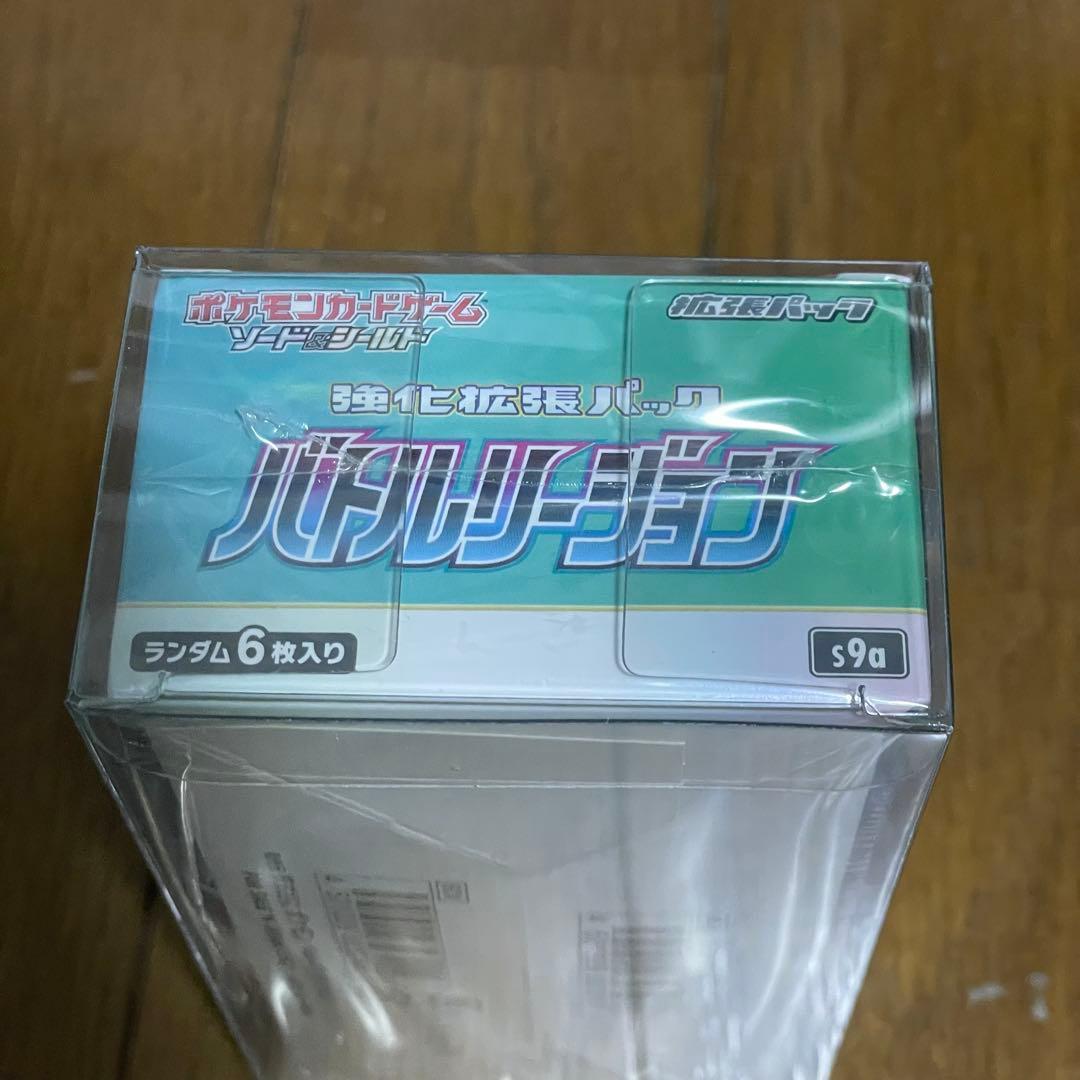 ポケモンカードゲーム
ソード&シールド
拡張パック
強化拡張パック
バトルリージョン
ランダム6枚入り
s9a